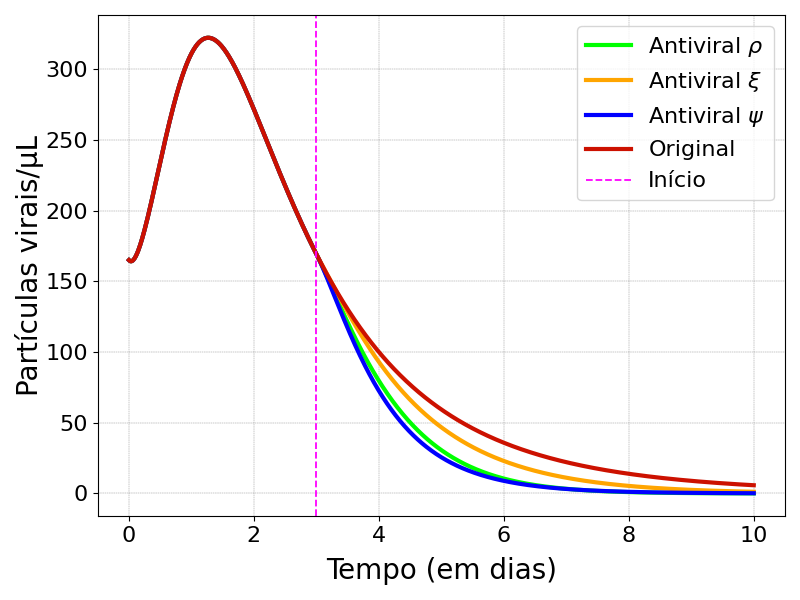 Antiviral ρ
Antiviral ξ
Antiviral ψ
Original
Início
Partículas virais/μL
300
250
200
150
100
50
0
0 2 4 6 8 10
Tempo (em dias)